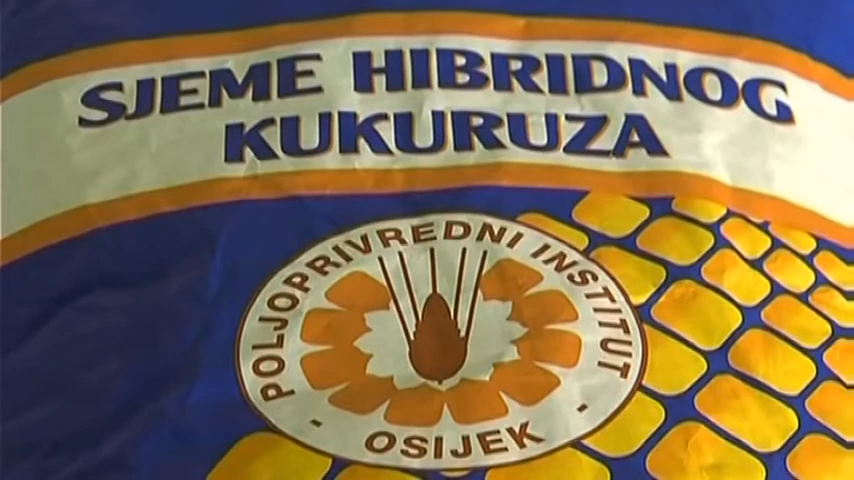 SJEME HIBRIDNOG
KUKURUZA
POLJOPRIVREDNI INSTITUT
- OSIJEK -